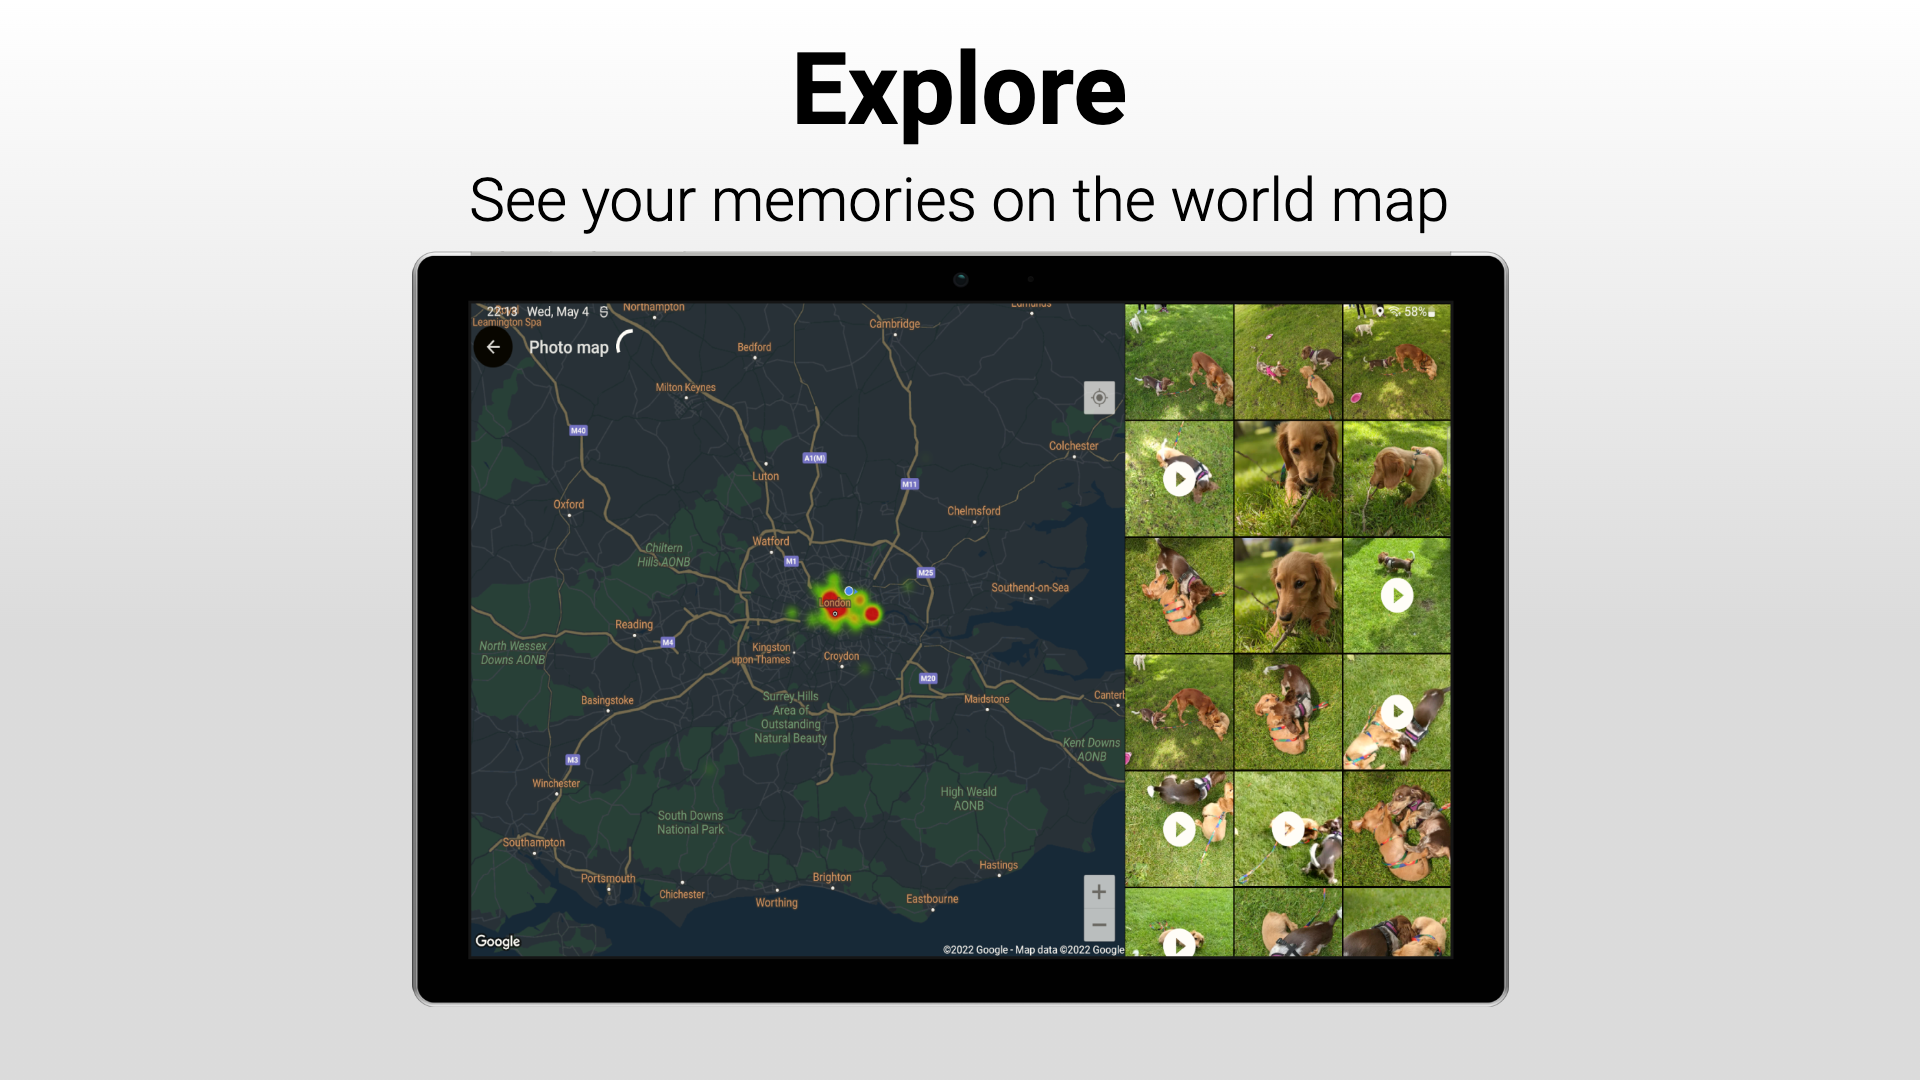 Explore
See your memories on the world map
22:13 Wed, May 4
58%
Photo map
Leamington Spa
Northampton
Cambridge
Bedford
Milton Keynes
M40
Colchester
A1(M)
Luton
M11
Oxford
Chelmsford
Watford
Chiltern
Hills AONB
M1
M25
Southend-on-Sea
London
Reading
M4
North Wessex
Downs AONB
Kingston
upon-Thames
Croydon
M20
Surrey Hills
Area of
Outstanding
Natural Beauty
Basingstoke
Maidstone
Kent Downs
AONB
M3
Winchester
High Weald
AONB
South Downs
National Park
Southampton
Hastings
Portsmouth
Chichester
Brighton
Worthing
Eastbourne
Google
©2022 Google - Map data ©2022 Google